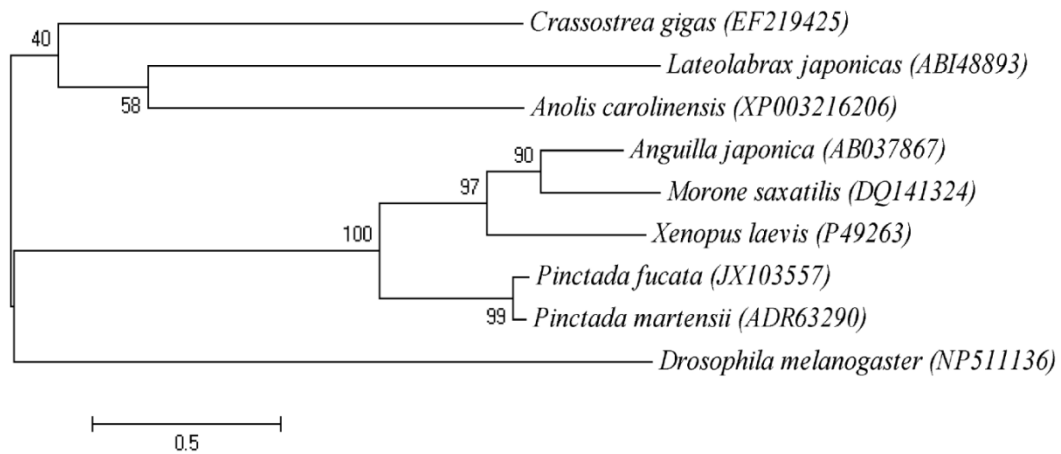 40
Crassostrea gigas (EF219425)
Lateolabrax japonicas (ABI48893)
58
Anolis carolinensis (XP003216206)
90
Anguilla japonica (AB037867)
97
Morone saxatilis (DQ141324)
100
Xenopus laevis (P49263)
Pinctada fucata (JX103557)
99
Pinctada martensii (ADR63290)
Drosophila melanogaster (NP511136)
0.5